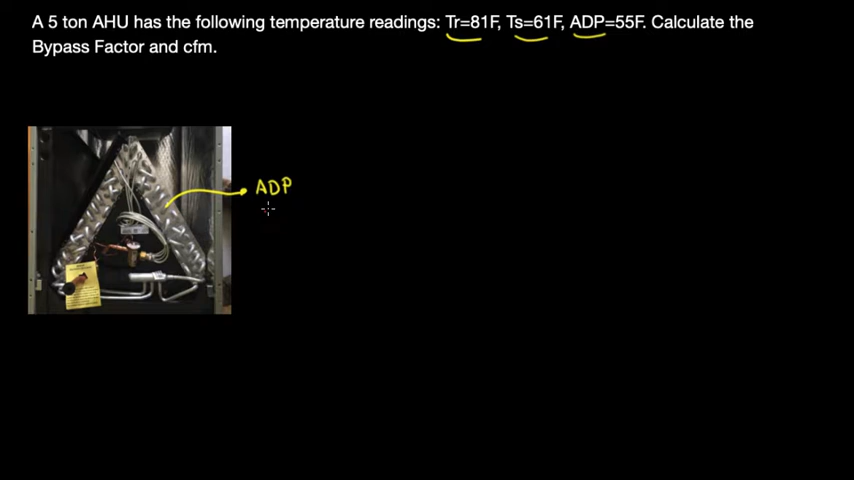 A 5 ton AHU has the following temperature readings: Tr=81F, Ts=61F, ADP=55F. Calculate the
Bypass Factor and cfm.
ADP